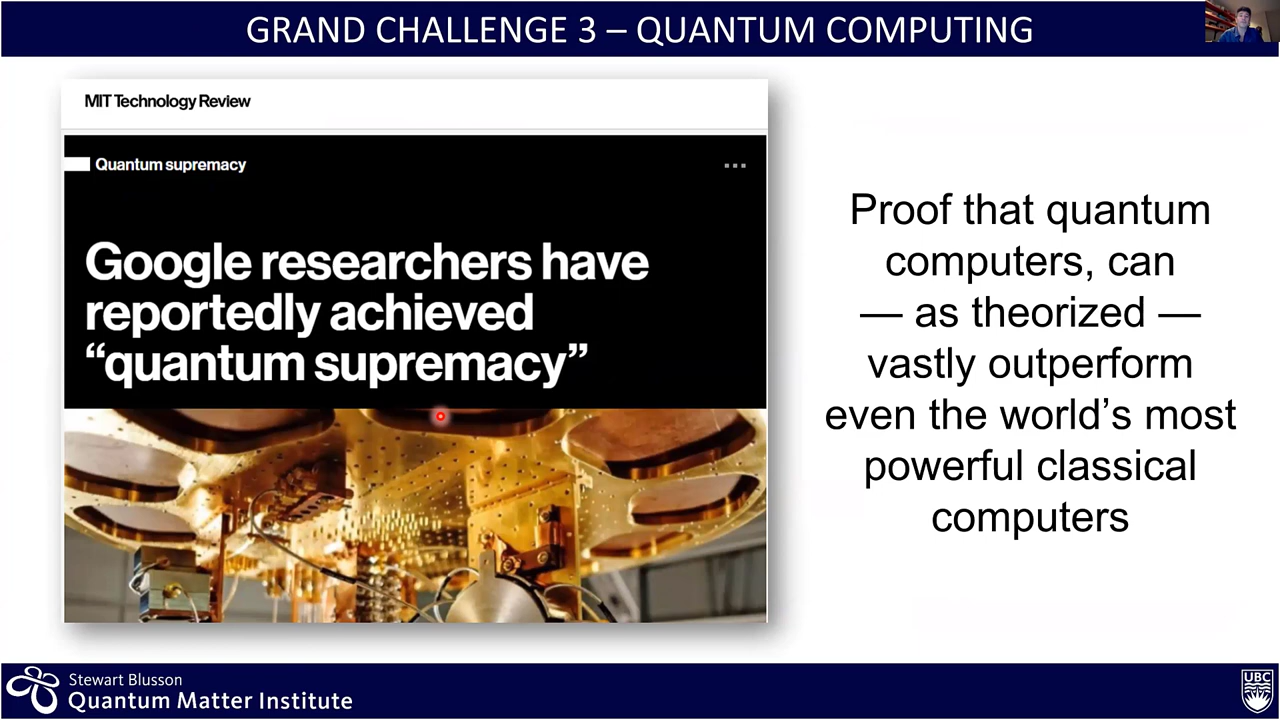 GRAND CHALLENGE 3 – QUANTUM COMPUTING
MIT Technology Review
Quantum supremacy
Google researchers have
reportedly achieved
“quantum supremacy”
Proof that quantum
computers, can
— as theorized —
vastly outperform
even the world’s most
powerful classical
computers
Stewart Blusson
Quantum Matter Institute
UBC